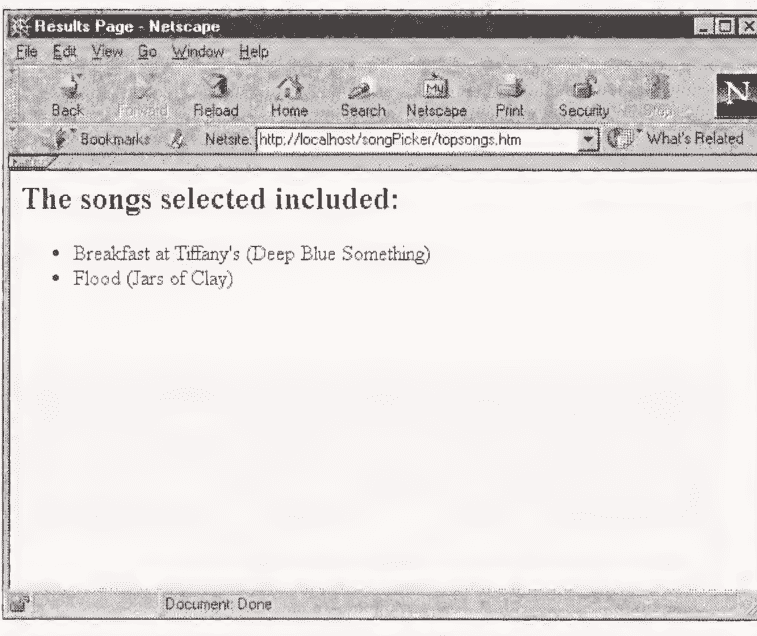 Results Page - Netscape
File Edit View Go Window Help
Back Forward Reload Home Search Netscape Print Security Stop N
My
Bookmarks Netsite: http://localhost/songPicker/topsongs.htm What's Related
The songs selected included:
• Breakfast at Tiffany's (Deep Blue Something)
• Flood (Jars of Clay)
Document: Done